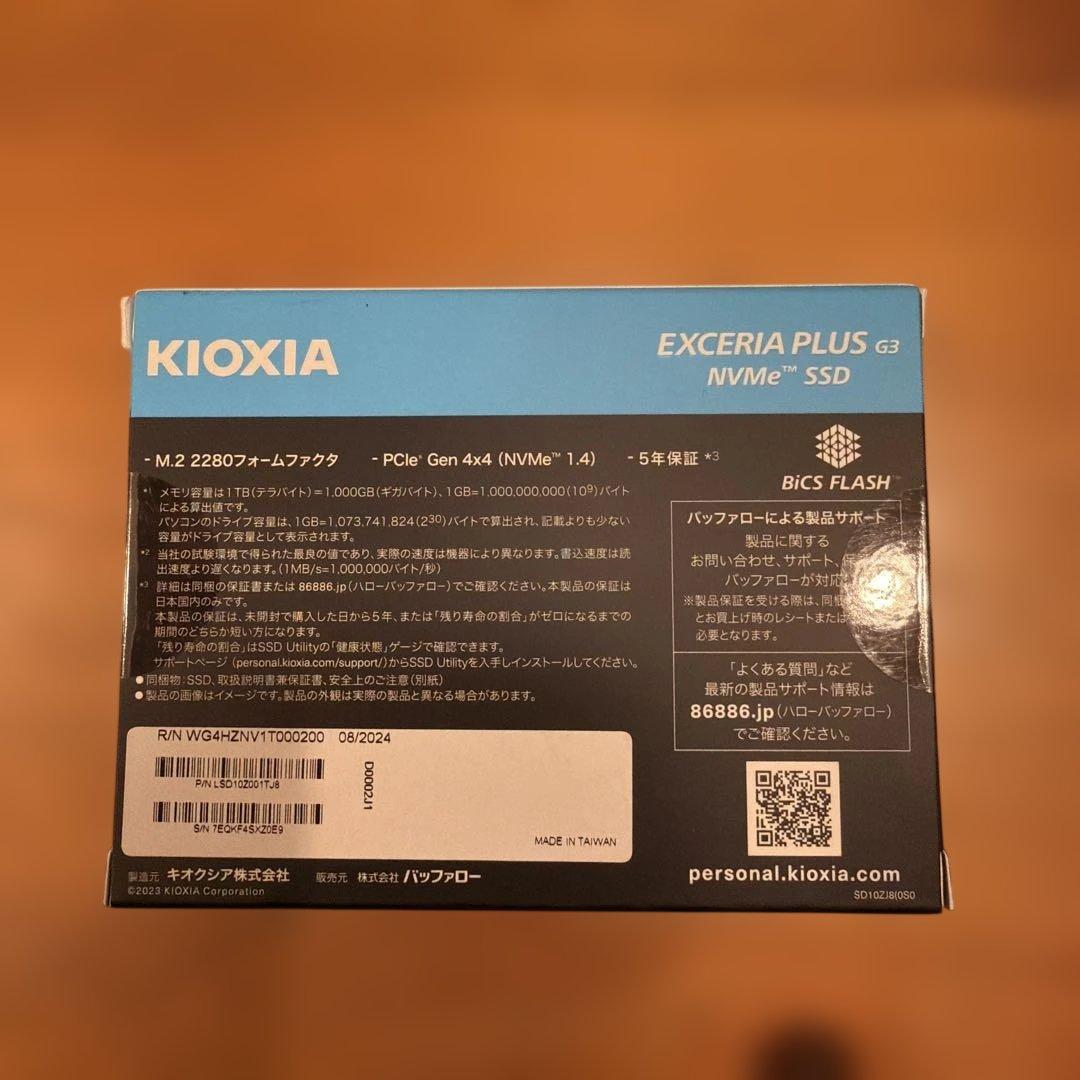 KIOXIA
EXCERIA PLUS G3
NVMe™ SSD
- M.2 2280フォームファクタ - PCIe® Gen 4x4 (NVMe™ 1.4) - 5年保証 *3
BiCS FLASH™
*1 メモリ容量は1TB(テラバイト)=1,000GB(ギガバイト)、1GB=1,000,000,000(10⁹)バイト
による算出値です。
パソコンのドライブ容量は、1GB=1,073,741,824(2³⁰)バイトで算出され、記載よりも少ない
容量がドライブ容量として表示されます。
*2 当社の試験環境で得られた最良の値であり、実際の速度は機器により異なります。書込速度は読
出速度より遅くなります。(1MB/s=1,000,000バイト/秒)
*3 詳細は同梱の保証書または 86886.jp(ハローバッファロー)でご確認ください。本製品の保証は
日本国内のみです。
本製品の保証は、未開封で購入した日から5年、または「残り寿命の割合」がゼロになるまでの
期間のどちらか短い方になります。
「残り寿命の割合」はSSD Utilityの「健康状態」ゲージで確認できます。
サポートページ (personal.kioxia.com/support/)からSSD Utilityを入手しインストールしてください。
● 同梱物:SSD、取扱説明書兼保証書、安全上のご注意(別紙)
● 製品の画像はイメージです。製品の外観は実際の製品と異なる場合があります。
バッファローによる製品サポート
製品に関する
お問い合わせ、サポート、
バッファローが対応
※製品保証を受ける際は、同梱
とお買上げ時のレシートまたは
必要となります。
「よくある質問」など
最新の製品サポート情報は
86886.jp(ハローバッファロー)
でご確認ください。
R/N WG4HZNV1T000200 08/2024
P/N LSD10Z001TJ8
D0002J1
S/N 7EQKF4SXZ0E9
MADE IN TAIWAN
製造元 キオクシア株式会社 販売元 株式会社 バッファロー
©2023 KIOXIA Corporation
personal.kioxia.com
SD10ZJ8(0S0